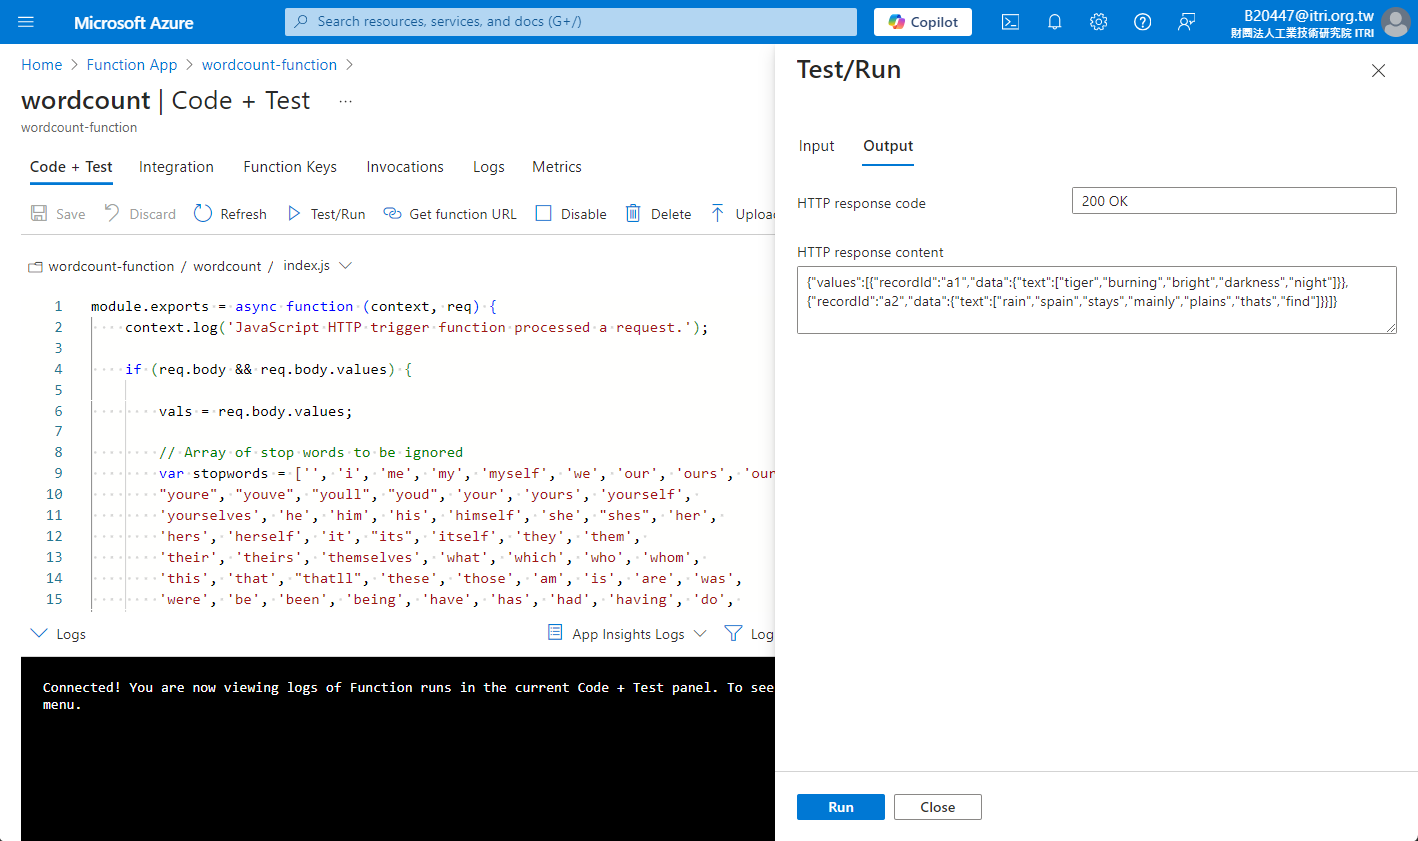 Microsoft Azure
Search resources, services, and docs (G+/)
Copilot
B20447@itri.org.tw
財團法人工業技術研究院 ITRI
Home > Function App > wordcount-function >
wordcount | Code + Test ...
wordcount-function
Code + Test Integration Function Keys Invocations Logs Metrics
Save Discard Refresh Test/Run Get function URL Disable Delete Upload
wordcount-function / wordcount / index.js
1 module.exports = async function (context, req) {
2 context.log('JavaScript HTTP trigger function processed a request.');
3
4 if (req.body && req.body.values) {
5
6 vals = req.body.values;
7
8 // Array of stop words to be ignored
9 var stopwords = ['', 'i', 'me', 'my', 'myself', 'we', 'our', 'ours', 'our
10 "youre", "youve", "youll", "youd", 'your', 'yours', 'yourself',
11 'yourselves', 'he', 'him', 'his', 'himself', 'she', "shes", 'her',
12 'hers', 'herself', 'it', "its", 'itself', 'they', 'them',
13 'their', 'theirs', 'themselves', 'what', 'which', 'who', 'whom',
14 'this', 'that', "thatll", 'these', 'those', 'am', 'is', 'are', 'was',
15 'were', 'be', 'been', 'being', 'have', 'has', 'had', 'having', 'do',
Logs App Insights Logs Log
Connected! You are now viewing logs of Function runs in the current Code + Test panel. To see
menu.
Test/Run
Input Output
HTTP response code
200 OK
HTTP response content
{"values":[{"recordId":"a1","data":{"text":["tiger","burning","bright","darkness","night"]}},
{"recordId":"a2","data":{"text":["rain","spain","stays","mainly","plains","thats","find"]}}]}
Run Close